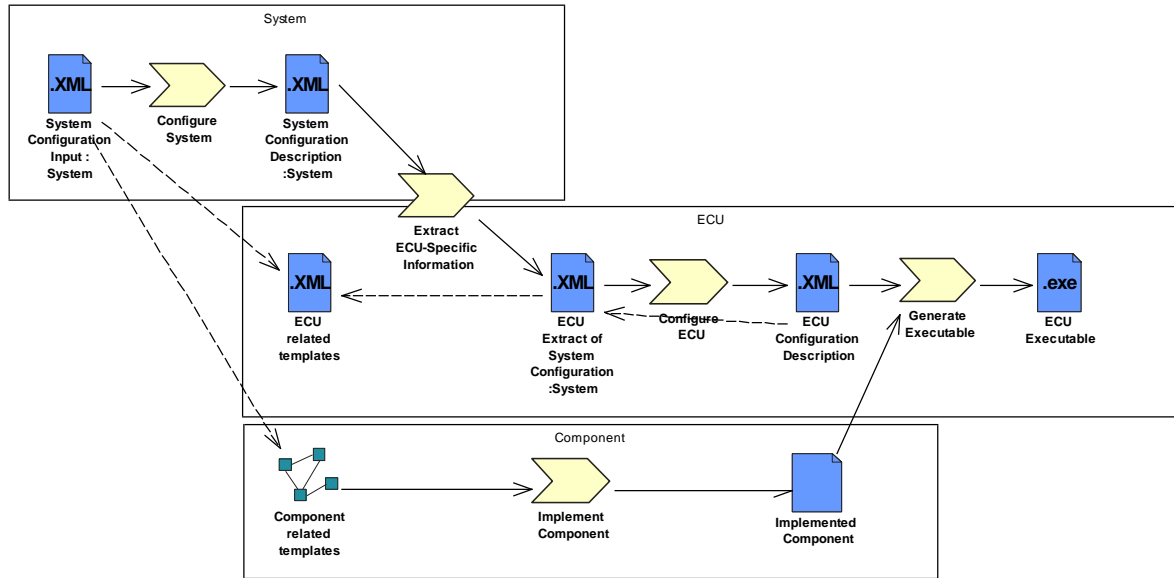 System
.XML
System
Configuration
Input :
System
Configure
System
.XML
System
Configuration
Description
:System
Extract
ECU-Specific
Information
ECU
.XML
ECU
related
templates
.XML
ECU
Extract of
System
Configuration
:System
Configure
ECU
.XML
ECU
Configuration
Description
Generate
Executable
.exe
ECU
Executable
Component
Component
related
templates
Implement
Component
Implemented
Component